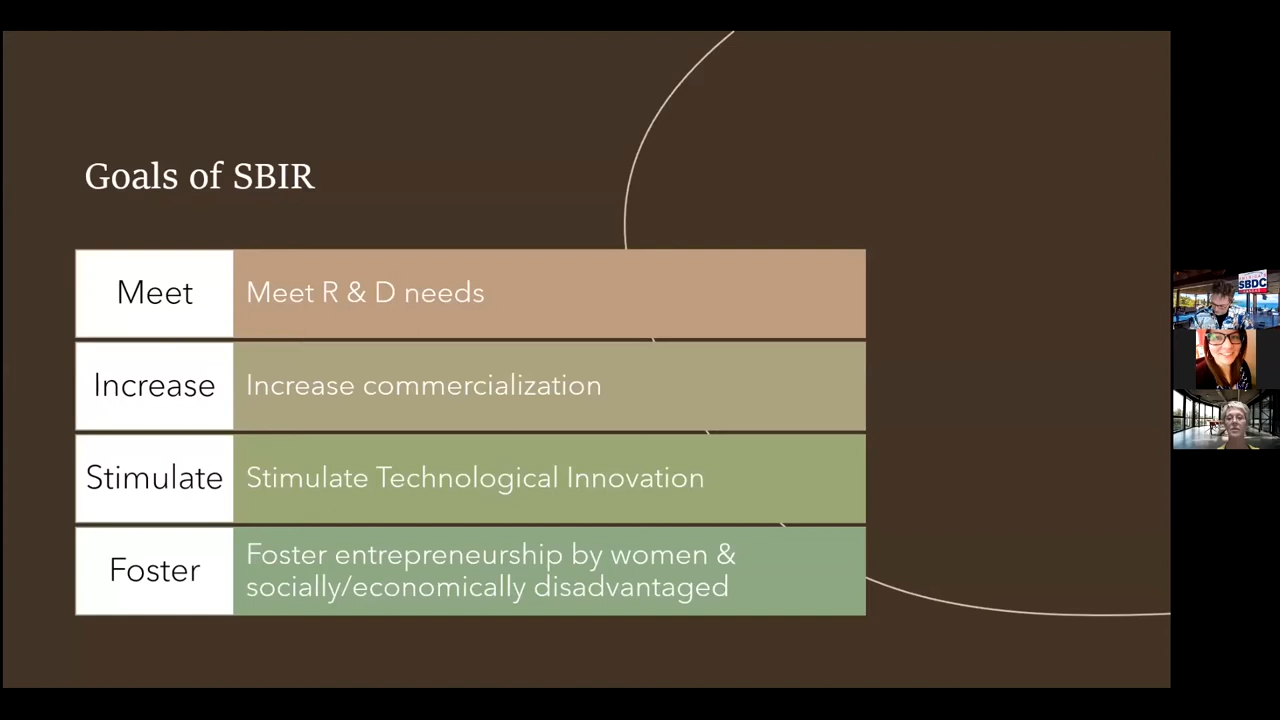 Goals of SBIR
Meet
Meet R & D needs
Increase
Increase commercialization
Stimulate
Stimulate Technological Innovation
Foster
Foster entrepreneurship by women &
socially/economically disadvantaged
SBDC